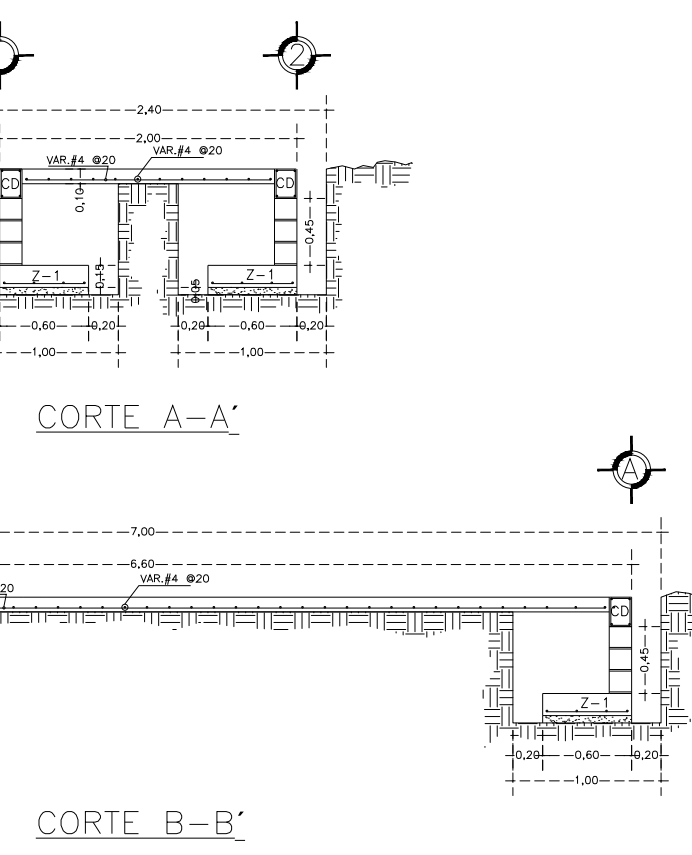 2
2,40
2,00
VAR.#4 @20
VAR.#4 @20
CD
CD
0,10
0,45
Z-1
Z-1
0,15
0,05
0,60
0,20
0,20
0,60
0,20
1,00
1,00
CORTE A-A'
A
7,00
6,60
20
VAR.#4 @20
CD
0,45
Z-1
0,20
0,60
0,20
1,00
CORTE B-B'